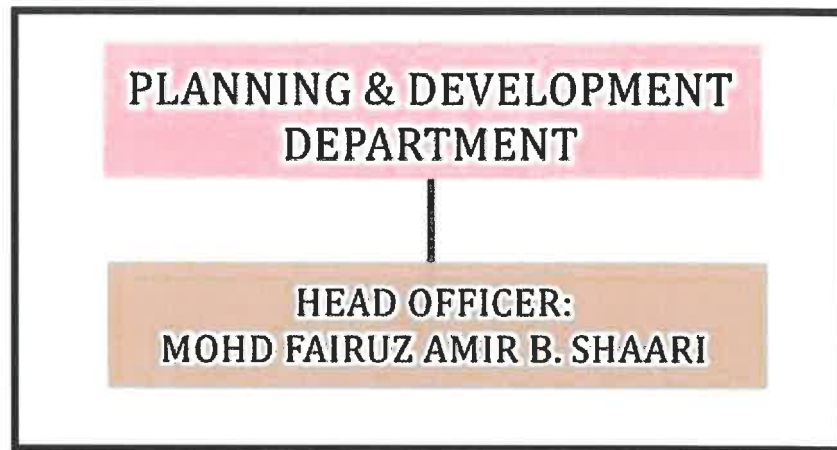 PLANNING & DEVELOPMENT
DEPARTMENT
HEAD OFFICER:
MOHD FAIRUZ AMIR B. SHAARI